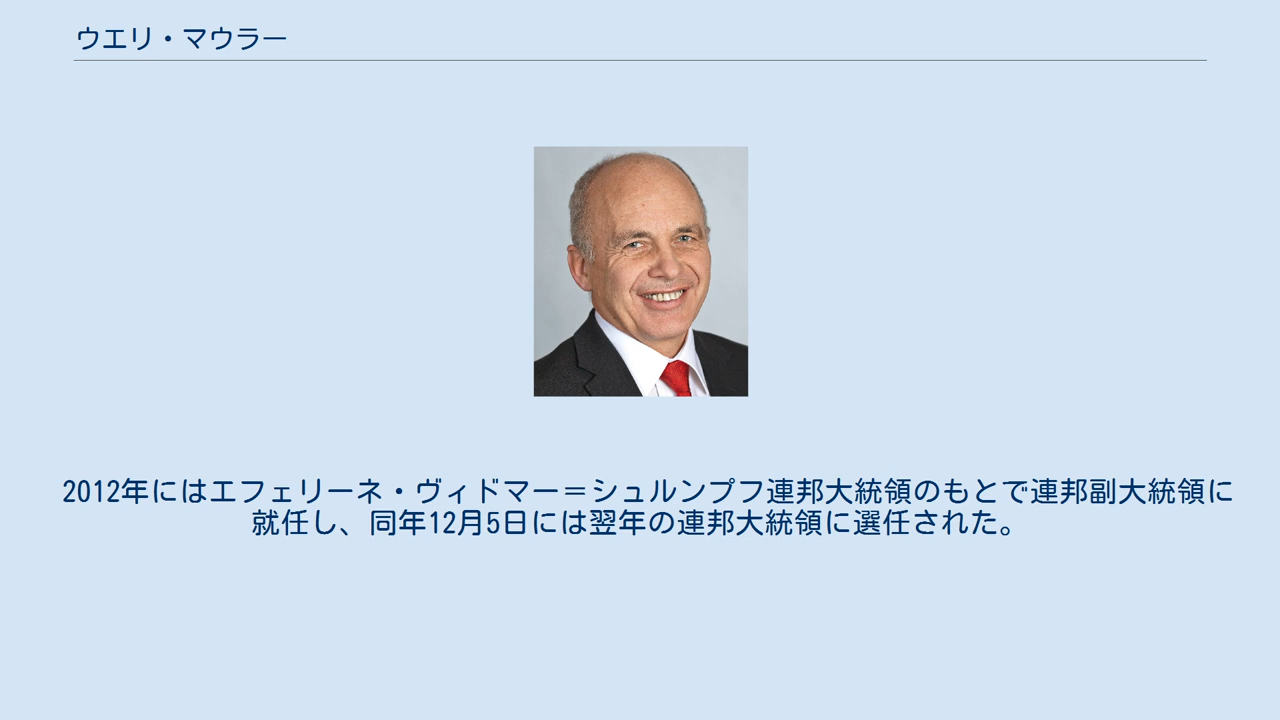 ウエリ・マウラー
2012年にはエフェリーネ・ヴィドマー＝シュルンプフ連邦大統領のもとで連邦副大統領に
就任し、同年12月5日には翌年の連邦大統領に選任された。